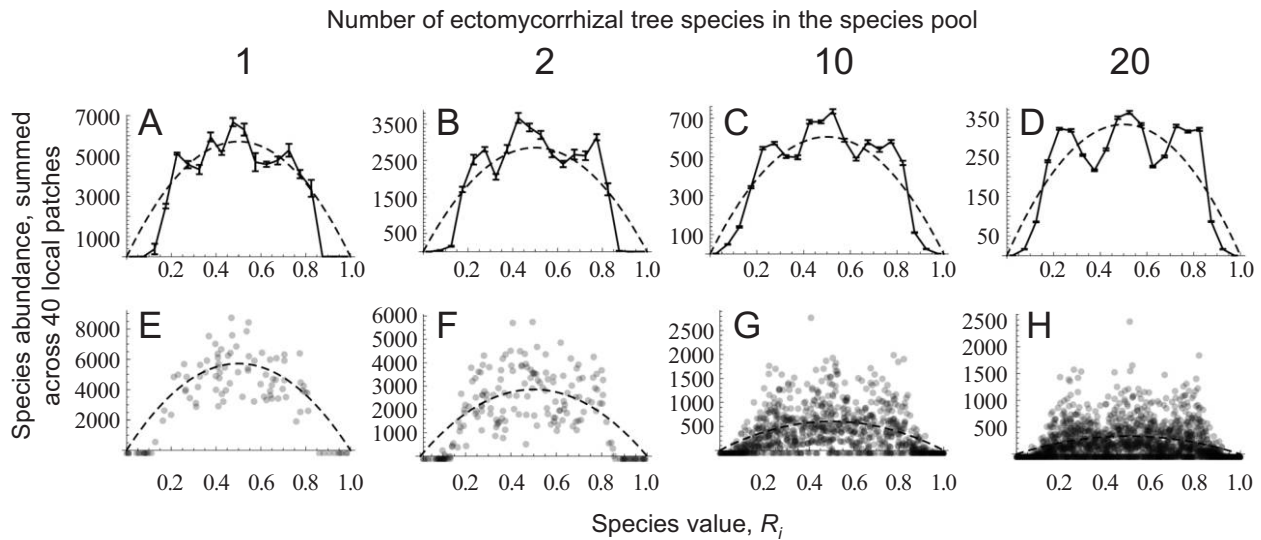 Number of ectomycorrhizal tree species in the species pool
1 2 10 20
Species abundance, summed
across 40 local patches
A B C D
7000 5000 3000 1000
3500 2500 1500 500
700 500 300 100
350 250 150 50
0.2 0.4 0.6 0.8 1.0 0.2 0.4 0.6 0.8 1.0 0.2 0.4 0.6 0.8 1.0 0.2 0.4 0.6 0.8 1.0
E F G H
8000 6000 4000 2000
6000 5000 4000 3000 2000 1000
2500 2000 1500 1000 500
2500 2000 1500 1000 500
0.2 0.4 0.6 0.8 1.0 0.2 0.4 0.6 0.8 1.0 0.2 0.4 0.6 0.8 1.0 0.2 0.4 0.6 0.8 1.0
Species value, Ri